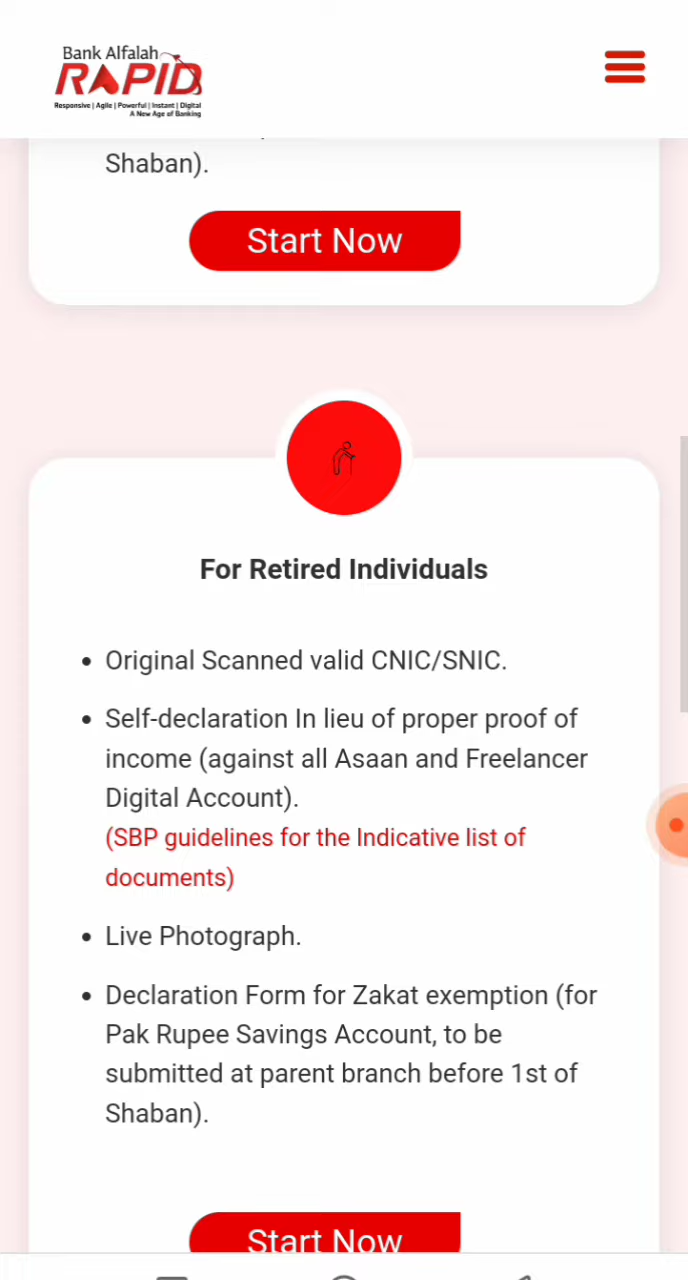 Bank Alfalah
RAPID
Responsive | Agile | Powerful | Instant | Digital
A New Age of Banking
Shaban).
Start Now
For Retired Individuals
• Original Scanned valid CNIC/SNIC.
• Self-declaration In lieu of proper proof of
income (against all Asaan and Freelancer
Digital Account).
(SBP guidelines for the Indicative list of
documents)
• Live Photograph.
• Declaration Form for Zakat exemption (for
Pak Rupee Savings Account, to be
submitted at parent branch before 1st of
Shaban).
Start Now